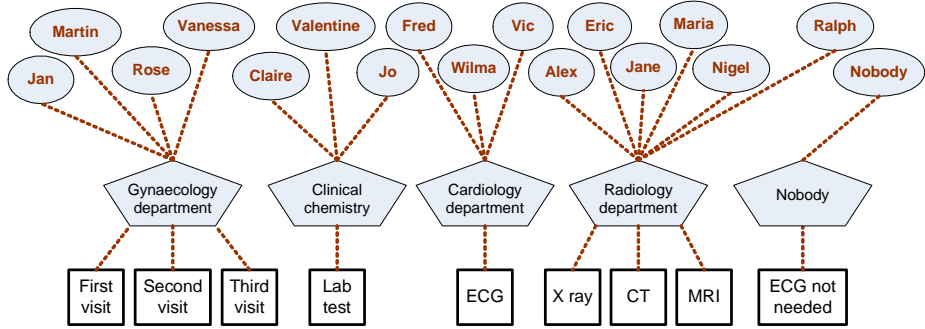 Martin
Vanessa
Valentine
Fred
Vic
Eric
Maria
Ralph
Jan
Rose
Claire
Jo
Wilma
Alex
Jane
Nigel
Nobody
Gynaecology
department
Clinical
chemistry
Cardiology
department
Radiology
department
Nobody
First
visit
Second
visit
Third
visit
Lab
test
ECG
X ray
CT
MRI
ECG not
needed